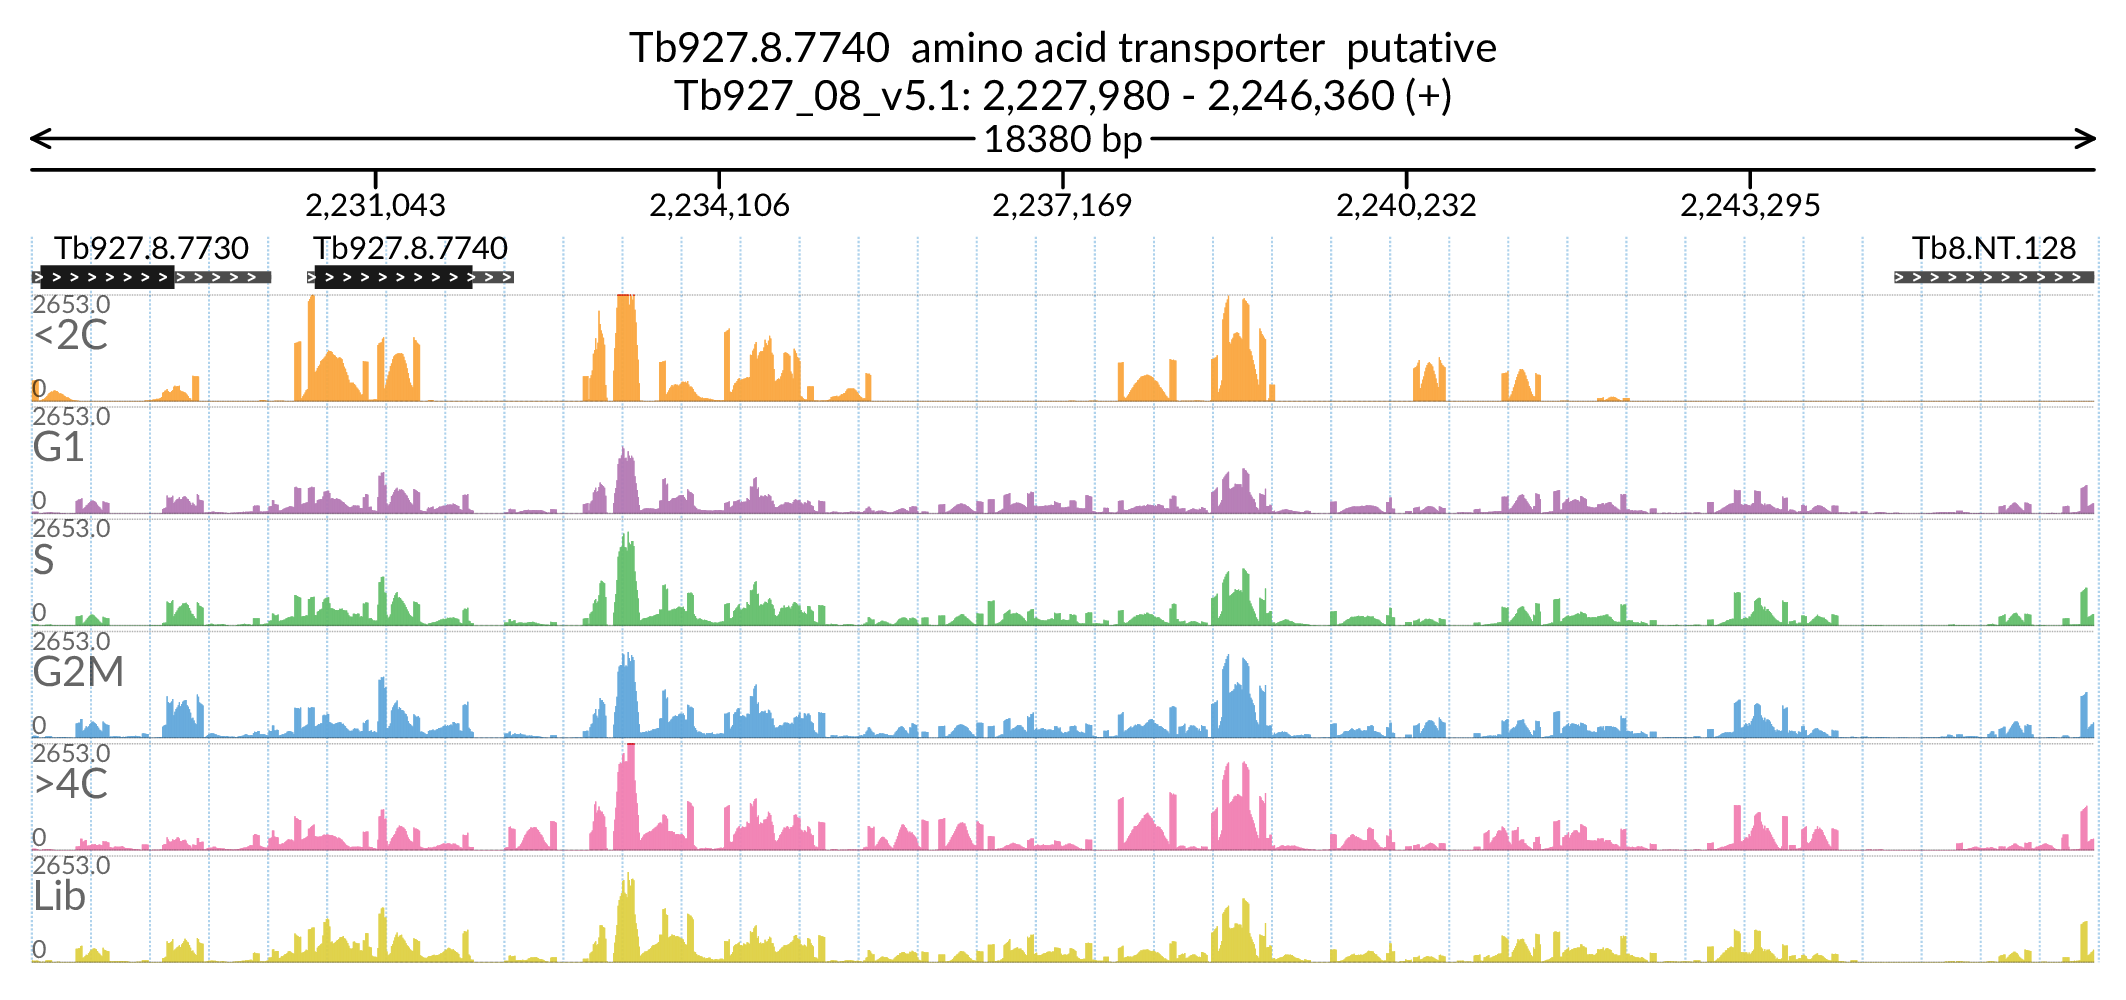 Tb927.8.7740  amino acid transporter  putative
Tb927_08_v5.1: 2,227,980 - 2,246,360 (+)
18380 bp
2,231,043 2,234,106 2,237,169 2,240,232 2,243,295
Tb927.8.7730 Tb927.8.7740 Tb8.NT.128
2653.0
<2C
0
2653.0
G1
0
2653.0
S
0
2653.0
G2M
0
2653.0
>4C
0
2653.0
Lib
0